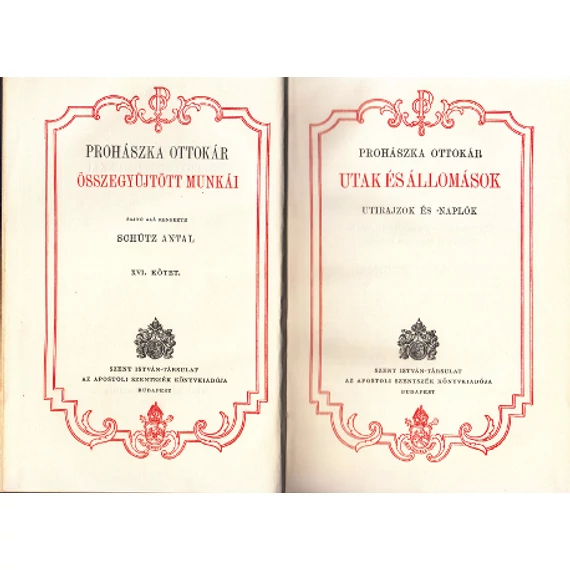 PROHÁSZKA OTTOKÁR
ÖSSZEGYŰJTÖTT MUNKÁI
SAJTÓ ALÁ RENDEZTE
SCHÜTZ ANTAL
XVI. KÖTET.
SZENT ISTVÁN-TÁRSULAT
AZ APOSTOLI SZENTSZÉK KÖNYVKIADÓJA
BUDAPEST
PROHÁSZKA OTTOKÁR
UTAK ÉS ÁLLOMÁSOK
UTIRAJZOK ÉS -NAPLÓK
SZENT ISTVÁN-TÁRSULAT
AZ APOSTOLI SZENTSZÉK KÖNYVKIADÓJA
BUDAPEST